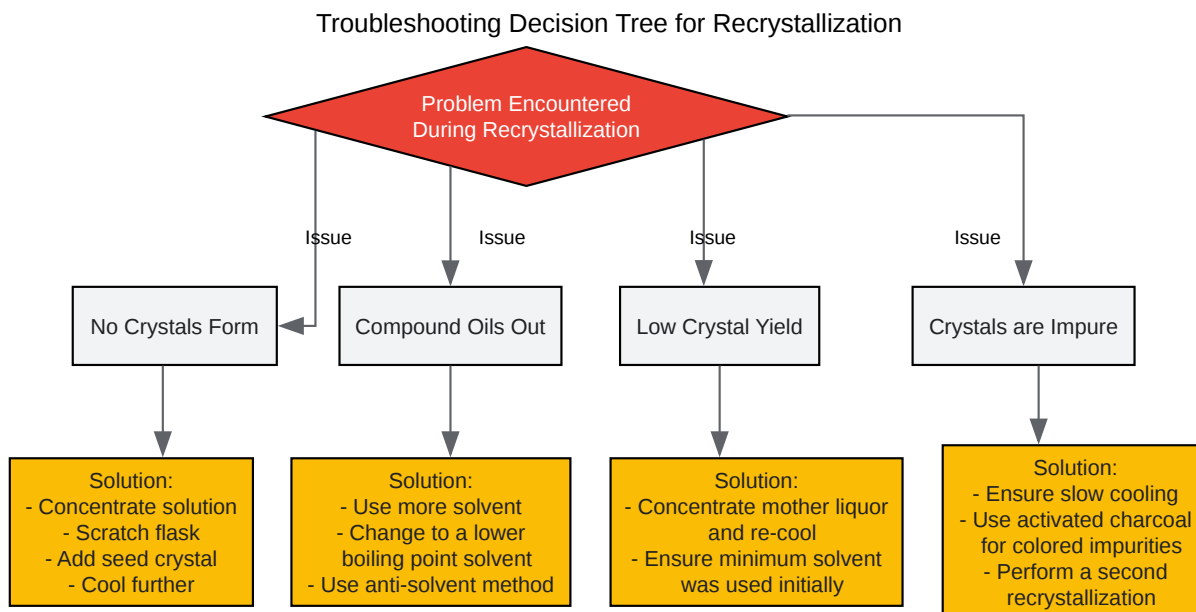 Troubleshooting Decision Tree for Recrystallization
Problem Encountered
During Recrystallization
Issue
Issue
Issue
Issue
No Crystals Form
Compound Oils Out
Low Crystal Yield
Crystals are Impure
Solution:
- Concentrate solution
- Scratch flask
- Add seed crystal
- Cool further
Solution:
- Use more solvent
- Change to a lower
boiling point solvent
- Use anti-solvent method
Solution:
- Concentrate mother liquor
and re-cool
- Ensure minimum solvent
was used initially
Solution:
- Ensure slow cooling
- Use activated charcoal
for colored impurities
- Perform a second
recrystallization